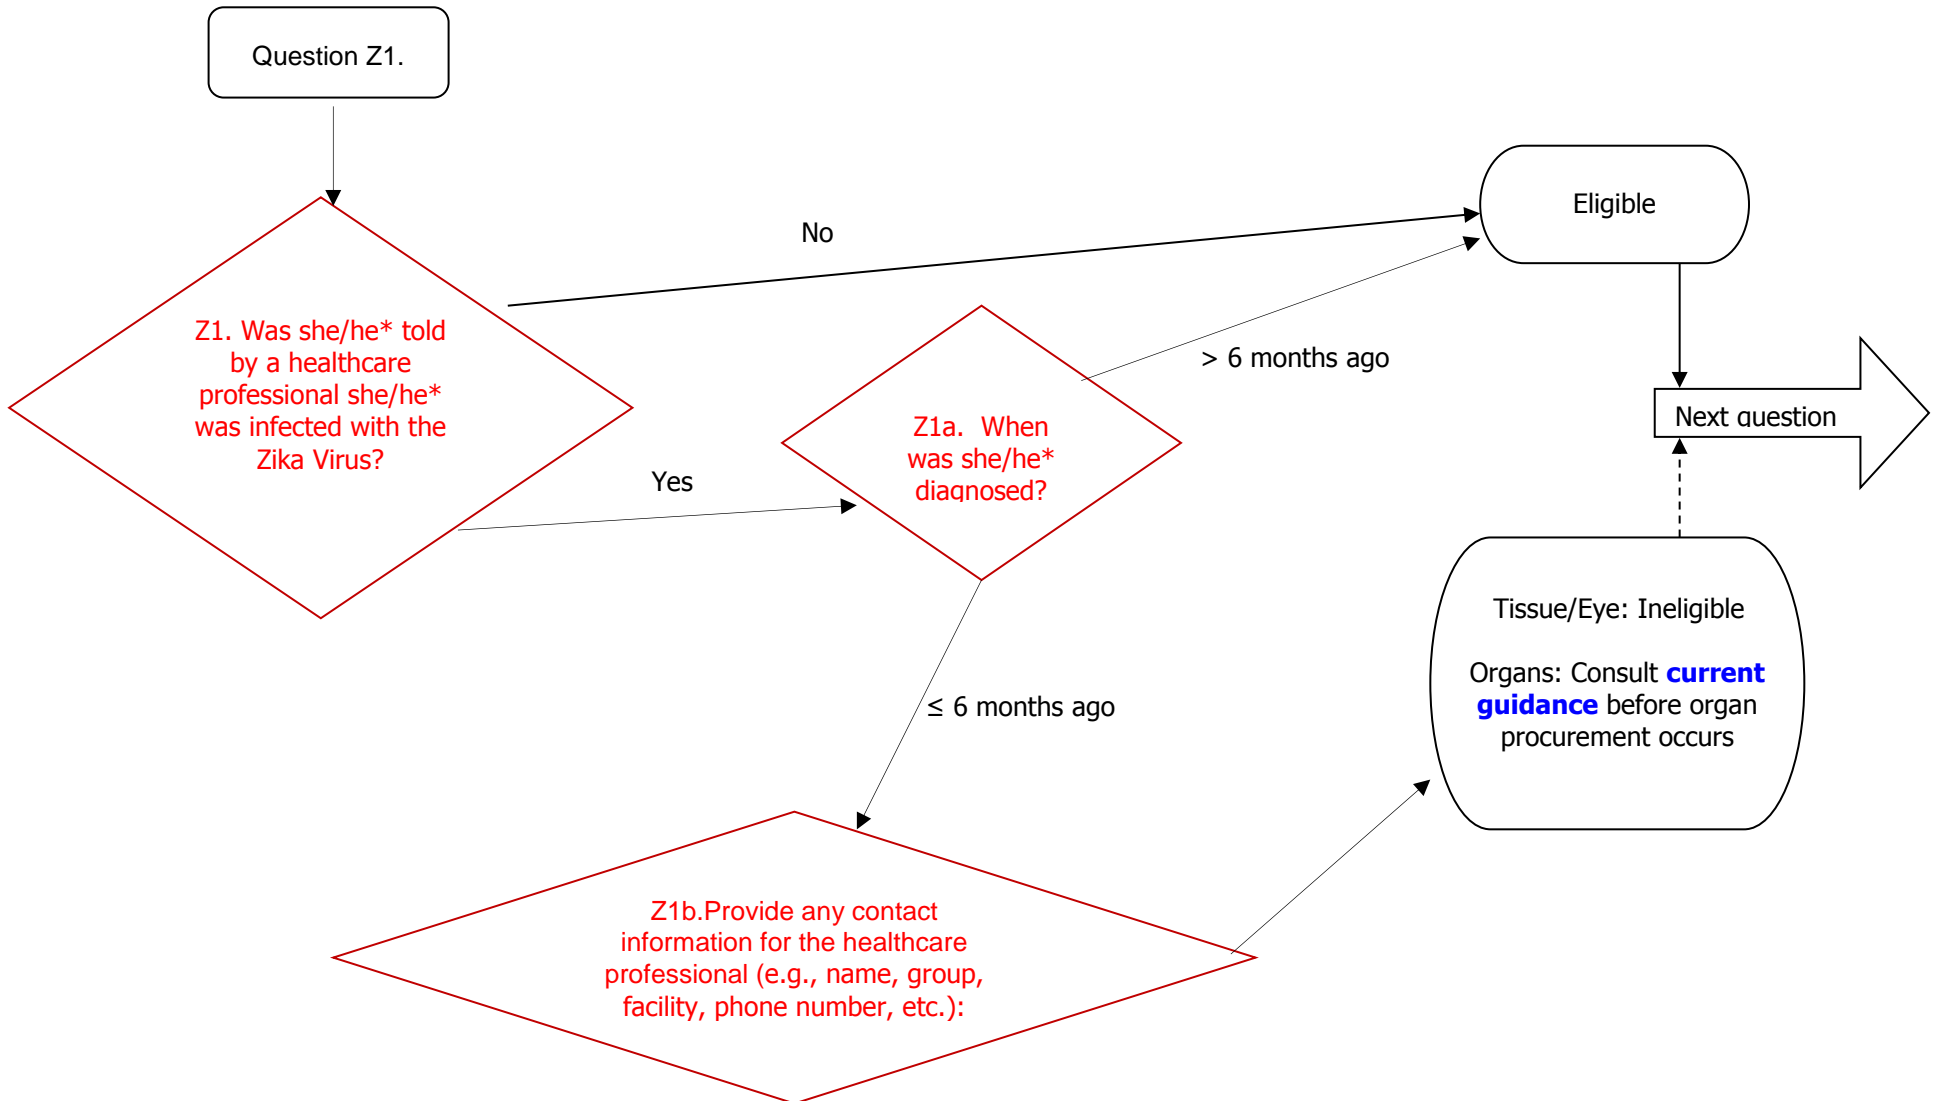 Question Z1.
Z1. Was she/he* told
by a healthcare
professional she/he*
was infected with the
Zika Virus?
No
Yes
Z1a.  When
was she/he*
diagnosed?
> 6 months ago
≤ 6 months ago
Eligible
Next question
Tissue/Eye: Ineligible
Organs: Consult current
guidance before organ
procurement occurs
Z1b.Provide any contact
information for the healthcare
professional (e.g., name, group,
facility, phone number, etc.):